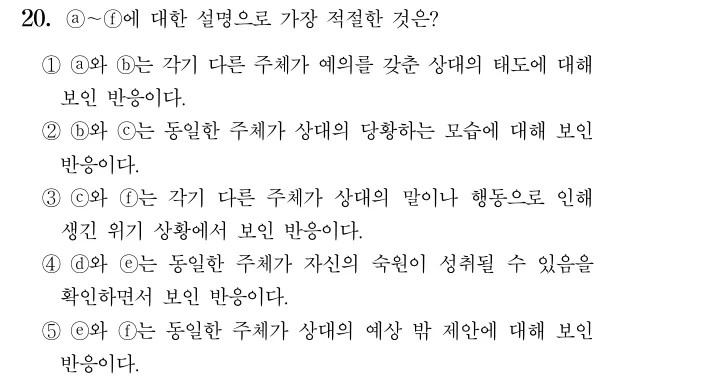 20. ⓐ~ⓕ에 대한 설명으로 가장 적절한 것은?
① ⓐ와 ⓑ는 각기 다른 주체가 예의를 갖춘 상대의 태도에 대해
보인 반응이다.
② ⓑ와 ⓒ는 동일한 주체가 상대의 당황하는 모습에 대해 보인
반응이다.
③ ⓒ와 ⓕ는 각기 다른 주체가 상대의 말이나 행동으로 인해
생긴 위기 상황에서 보인 반응이다.
④ ⓓ와 ⓔ는 동일한 주체가 자신의 숙원이 성취될 수 있음을
확인하면서 보인 반응이다.
⑤ ⓔ와 ⓕ는 동일한 주체가 상대의 예상 밖 제안에 대해 보인
반응이다.